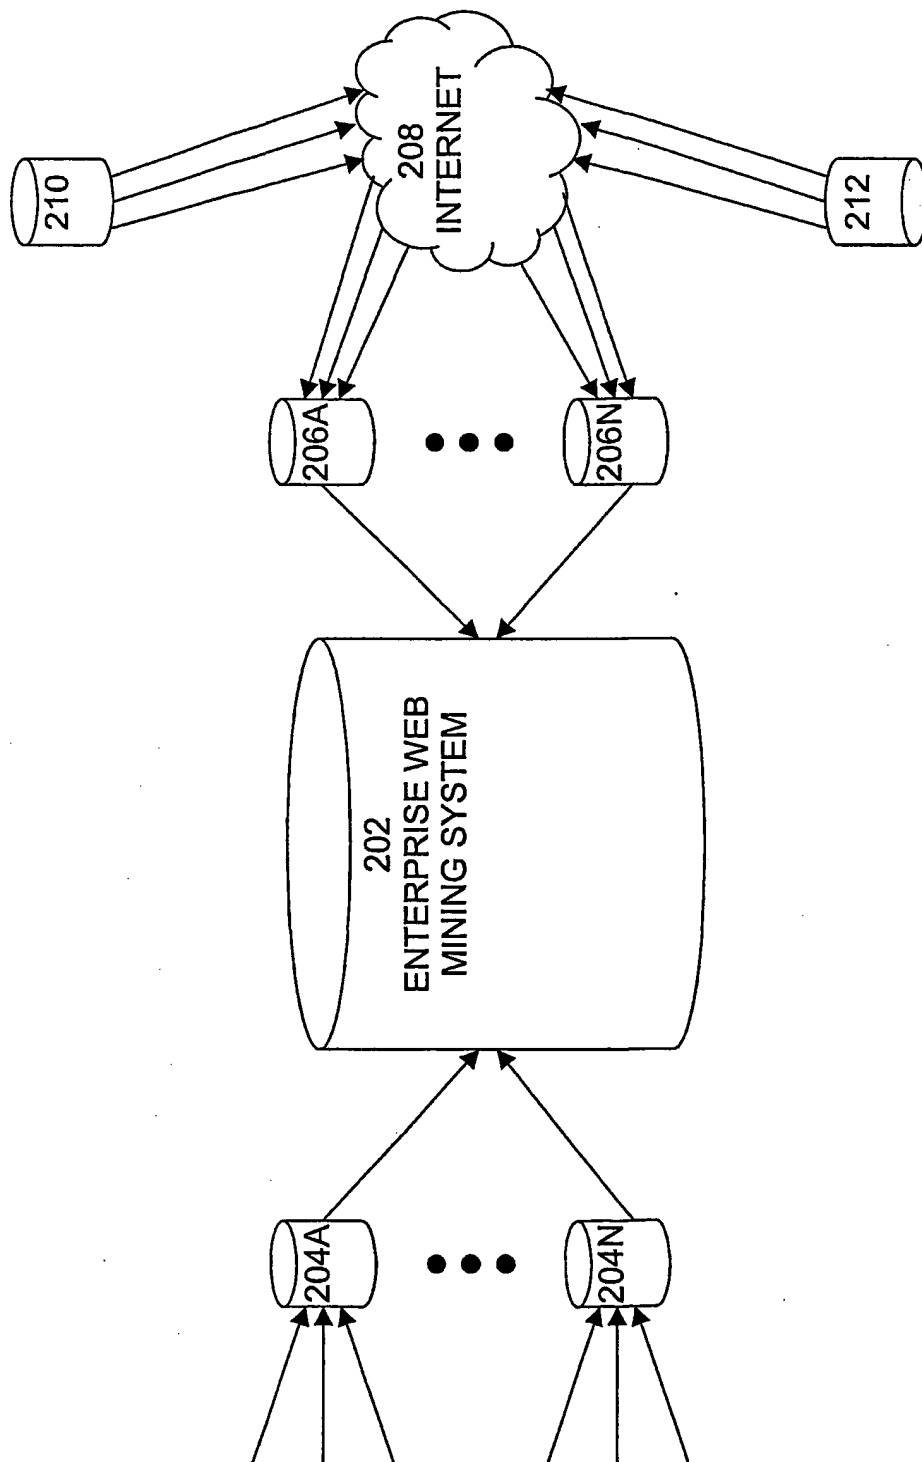 210
208
INTERNET
212
206A
206N
202
ENTERPRISE WEB
MINING SYSTEM
204A
204N